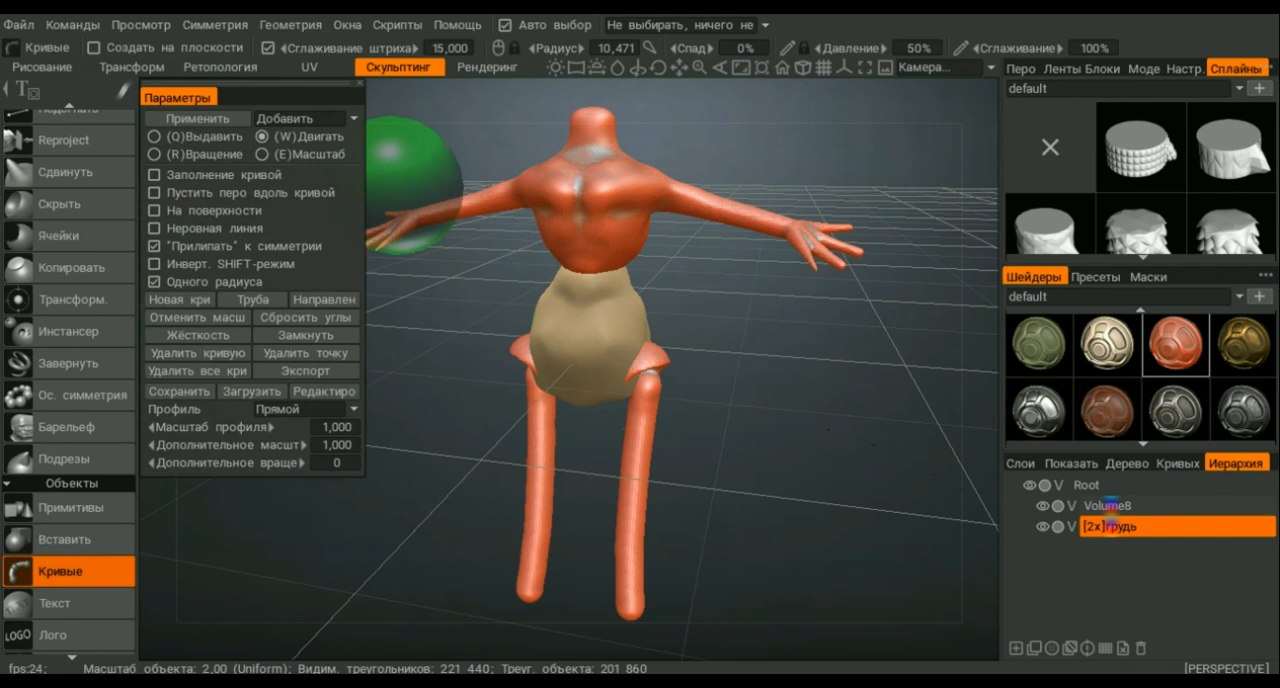 Файл Команды Просмотр Симметрия Геометрия Окна Скрипты Помощь Авто выбор Не выбирать, ничего не
Кривые Создать на плоскости Сглаживание штриха 15,000 Радиус 10,471 Спад 0% Давление 50% Сглаживание 100%
Рисование Трансформ Ретопология UV Скульптинг Рендеринг Камера...
Параметры
Применить Добавить
(Q)Выдавить (W)Двигать
(R)Вращение (E)Масштаб
Заполнение кривой
Пустить перо вдоль кривой
На поверхности
Неровная линия
"Прилипать" к симметрии
Инверт. SHIFT-режим
Одного радиуса
Новая кри Труба Направлен
Отменить масш Сбросить углы
Жёсткость Замкнуть
Удалить кривую Удалить точку
Удалить все кри Экспорт
Сохранить Загрузить Редактиро
Профиль Прямой
Масштаб профиля 1,000
Дополнительное масшт 1,000
Дополнительное враще 0
Reproject
Сдвинуть
Скрыть
Ячейки
Копировать
Трансформ.
Инстансер
Завернуть
Ос. симметрия
Барельеф
Подрезы
Объекты
Примитивы
Вставить
Кривые
Текст
LOGO Лого
Перо Ленты Блоки Моде Настр. Сплайны
default
Шейдеры Пресеты Маски
default
Слои Показать Дерево Кривых Иерархия
V Root
V Volume8
V [2x]грудь
fps:24; Масштаб объекта: 2,00 (Uniform); Видим. треугольников: 221 440; Треуг. объекта: 201 860 [PERSPECTIVE]